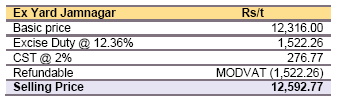 Ex Yard Jamnagar Rs/t
Basic price 12,316.00
Excise Duty @ 12.36% 1,522.26
CST @ 2% 276.77
Refundable MODVAT (1,522.26)
Selling Price 12,592.77